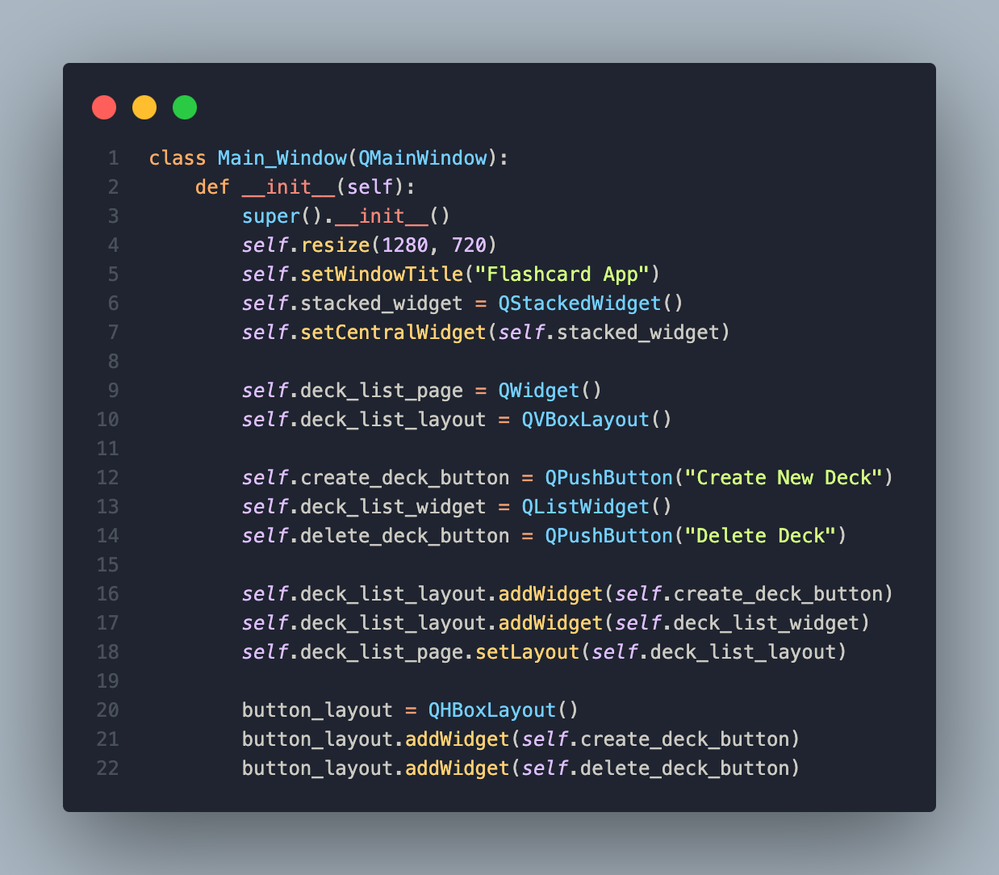 1 class Main_Window(QMainWindow):
2     def __init__(self):
3         super().__init__()
4         self.resize(1280, 720)
5         self.setWindowTitle("Flashcard App")
6         self.stacked_widget = QStackedWidget()
7         self.setCentralWidget(self.stacked_widget)
8
9         self.deck_list_page = QWidget()
10         self.deck_list_layout = QVBoxLayout()
11
12         self.create_deck_button = QPushButton("Create New Deck")
13         self.deck_list_widget = QListWidget()
14         self.delete_deck_button = QPushButton("Delete Deck")
15
16         self.deck_list_layout.addWidget(self.create_deck_button)
17         self.deck_list_layout.addWidget(self.deck_list_widget)
18         self.deck_list_page.setLayout(self.deck_list_layout)
19
20         button_layout = QHBoxLayout()
21         button_layout.addWidget(self.create_deck_button)
22         button_layout.addWidget(self.delete_deck_button)